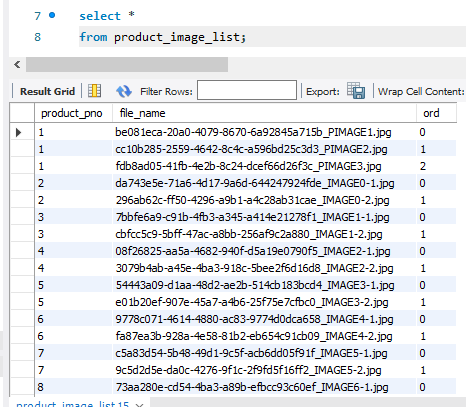 7 select *
8 from product_image_list;
Result Grid Filter Rows: Export: Wrap Cell Content:
product_pno file_name ord
1 be081eca-20a0-4079-8670-6a92845a715b_PIMAGE1.jpg 0
1 cc10b285-2559-4642-8c4c-a596bd25c3d3_PIMAGE2.jpg 1
1 fdb8ad05-41fb-4e2b-8c24-dcef66d26f3c_PIMAGE3.jpg 2
2 da743e5e-71a6-4d17-9a6d-644247924fde_IMAGE0-1.jpg 0
2 296ab62c-ff50-4296-a9b1-a4c28ab31cae_IMAGE0-2.jpg 1
3 7bbfe6a9-c91b-4fb3-a345-a414e21278f1_IMAGE1-1.jpg 0
3 cbfcc5c9-5bff-47ac-a8bb-256af9c2a880_IMAGE1-2.jpg 1
4 08f26825-aa5a-4682-940f-d5a19e0790f5_IMAGE2-1.jpg 0
4 3079b4ab-a45e-4ba3-918c-5bee2f6d16d8_IMAGE2-2.jpg 1
5 54443a09-d1aa-48d2-ae2b-514cb183bcd4_IMAGE3-1.jpg 0
5 e01b20ef-907e-45a7-a4b6-25f75e7cfbc0_IMAGE3-2.jpg 1
6 9778c071-4614-4880-ac83-9774d0dca658_IMAGE4-1.jpg 0
6 fa87ea3b-928a-4e58-81b2-eb654c91cb09_IMAGE4-2.jpg 1
7 c5a83d54-5b48-49d1-9c5f-acb6dd05f91f_IMAGE5-1.jpg 0
7 9c5d2d5e-da0c-4276-9f1c-2f9fd5f16ff2_IMAGE5-2.jpg 1
8 73aa280e-cd54-4ba3-a89b-efbcc93c60ef_IMAGE6-1.jpg 0
product_image_list 15